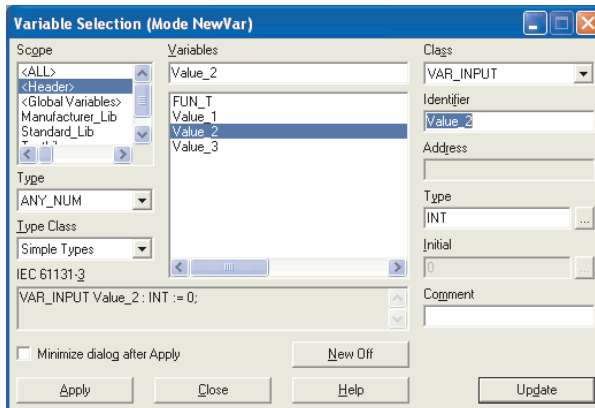 Variable Selection (Mode NewVar)
Scope
<ALL>
<Header>
<Global Variables>
Manufacturer_Lib
Standard_Lib
Type
ANY_NUM
Type Class
Simple Types
IEC 61131-3
VAR_INPUT Value_2 : INT := 0;
Variables
Value_2
FUN_T
Value_1
Value_2
Value_3
Class
VAR_INPUT
Identifier
Value_2
Address
Type
INT
...
Initial
0
...
Comment
Minimize dialog after Apply
New Off
Apply
Close
Help
Update